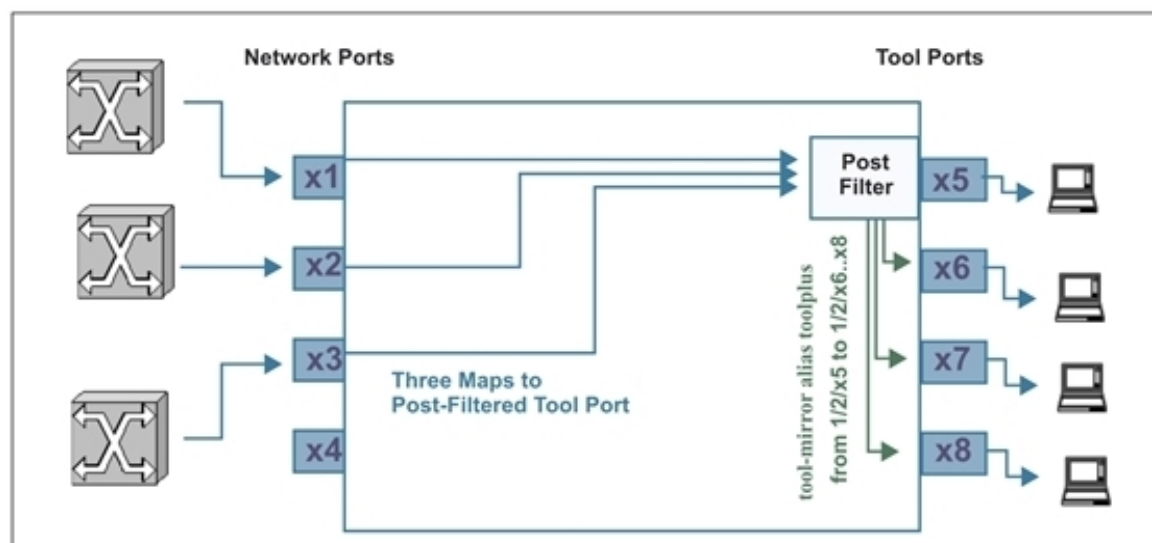 Network Ports
Tool Ports
x1
x2
x3
x4
Three Maps to
Post-Filtered Tool Port
Post
Filter
tool-mirror alias toolplus
from 1/2/x5 to 1/2/x6..x8
x5
x6
x7
x8